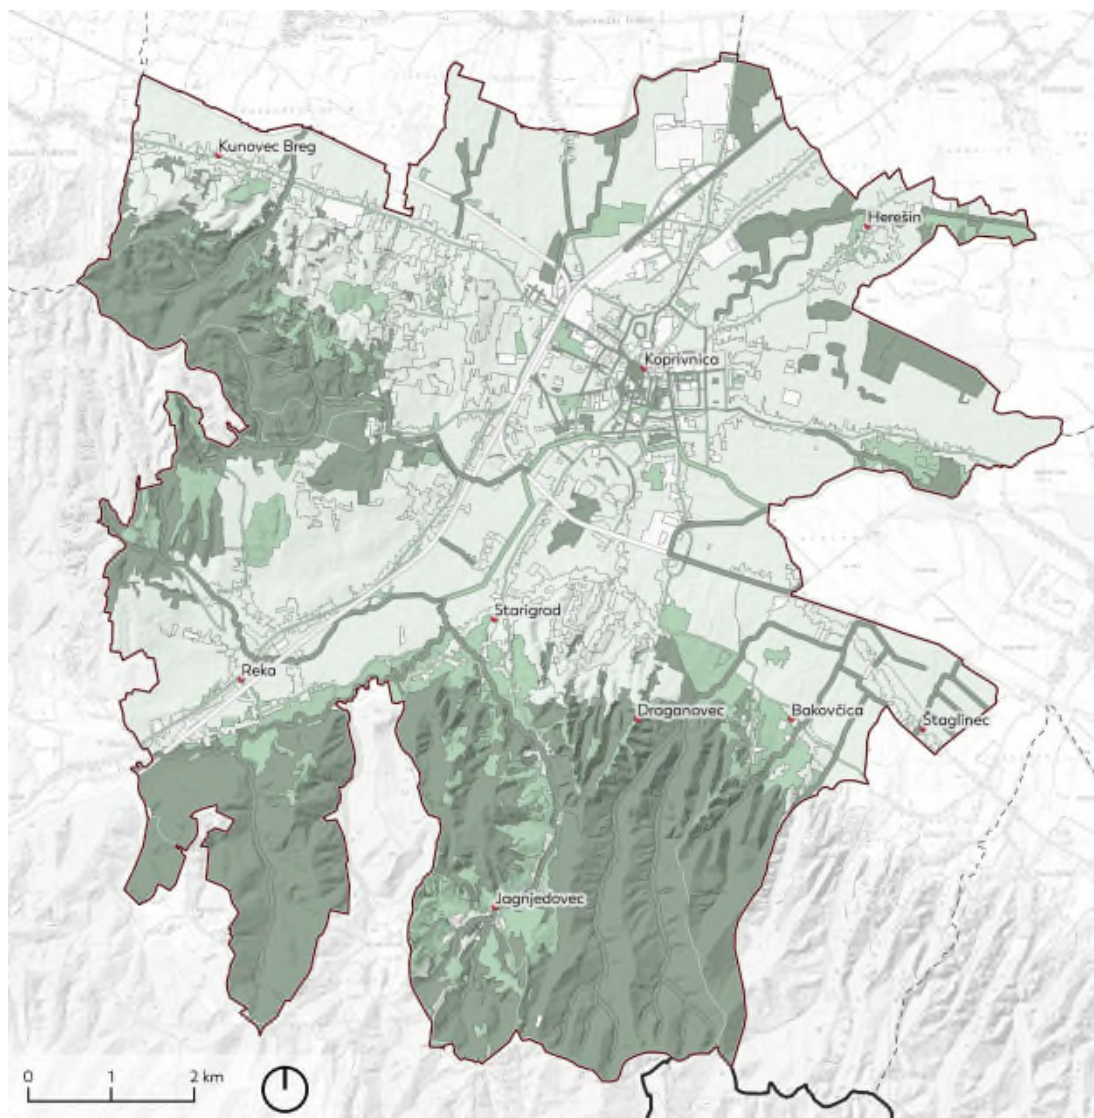 Kunovec Breg
Herešin
Koprivnica
Starigrad
Reka
Draganovec
Bakovčica
Štaglinec
Jagnjedovec
0 1 2 km